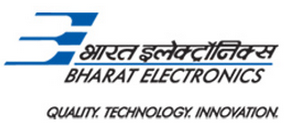 भारत इलेक्ट्रॉनिक्स
BHARAT ELECTRONICS
QUALITY. TECHNOLOGY. INNOVATION.